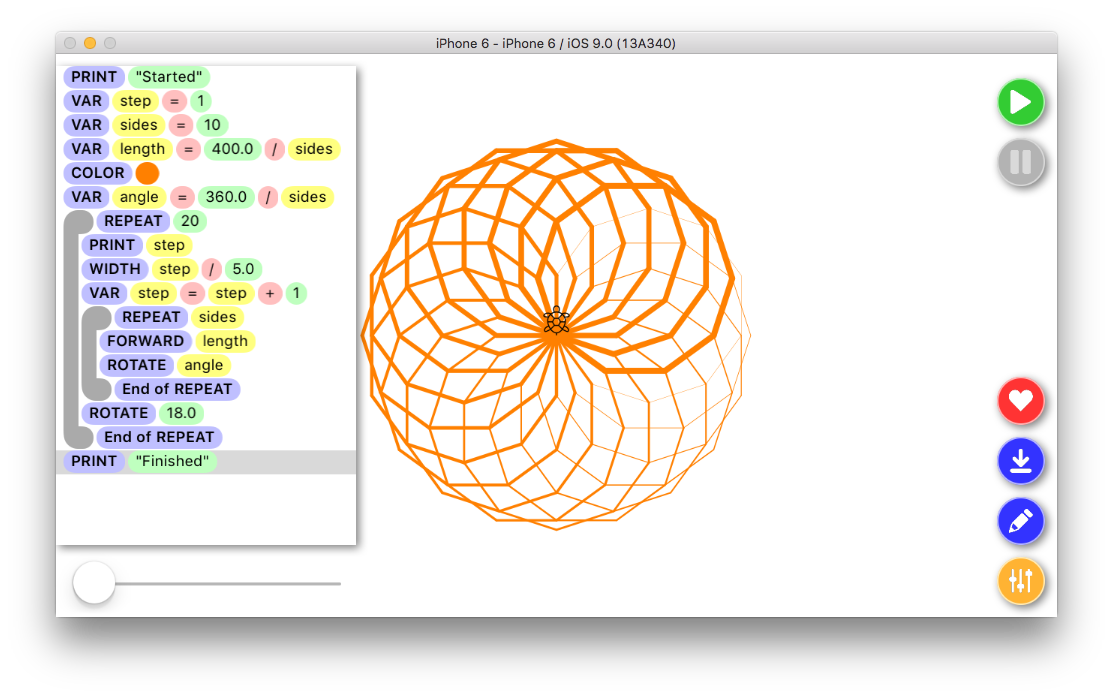 iPhone 6 - iPhone 6 / iOS 9.0 (13A340)
PRINT "Started"
VAR step = 1
VAR sides = 10
VAR length = 400.0 / sides
COLOR
VAR angle = 360.0 / sides
REPEAT 20
PRINT step
WIDTH step / 5.0
VAR step = step + 1
REPEAT sides
FORWARD length
ROTATE angle
End of REPEAT
ROTATE 18.0
End of REPEAT
PRINT "Finished"